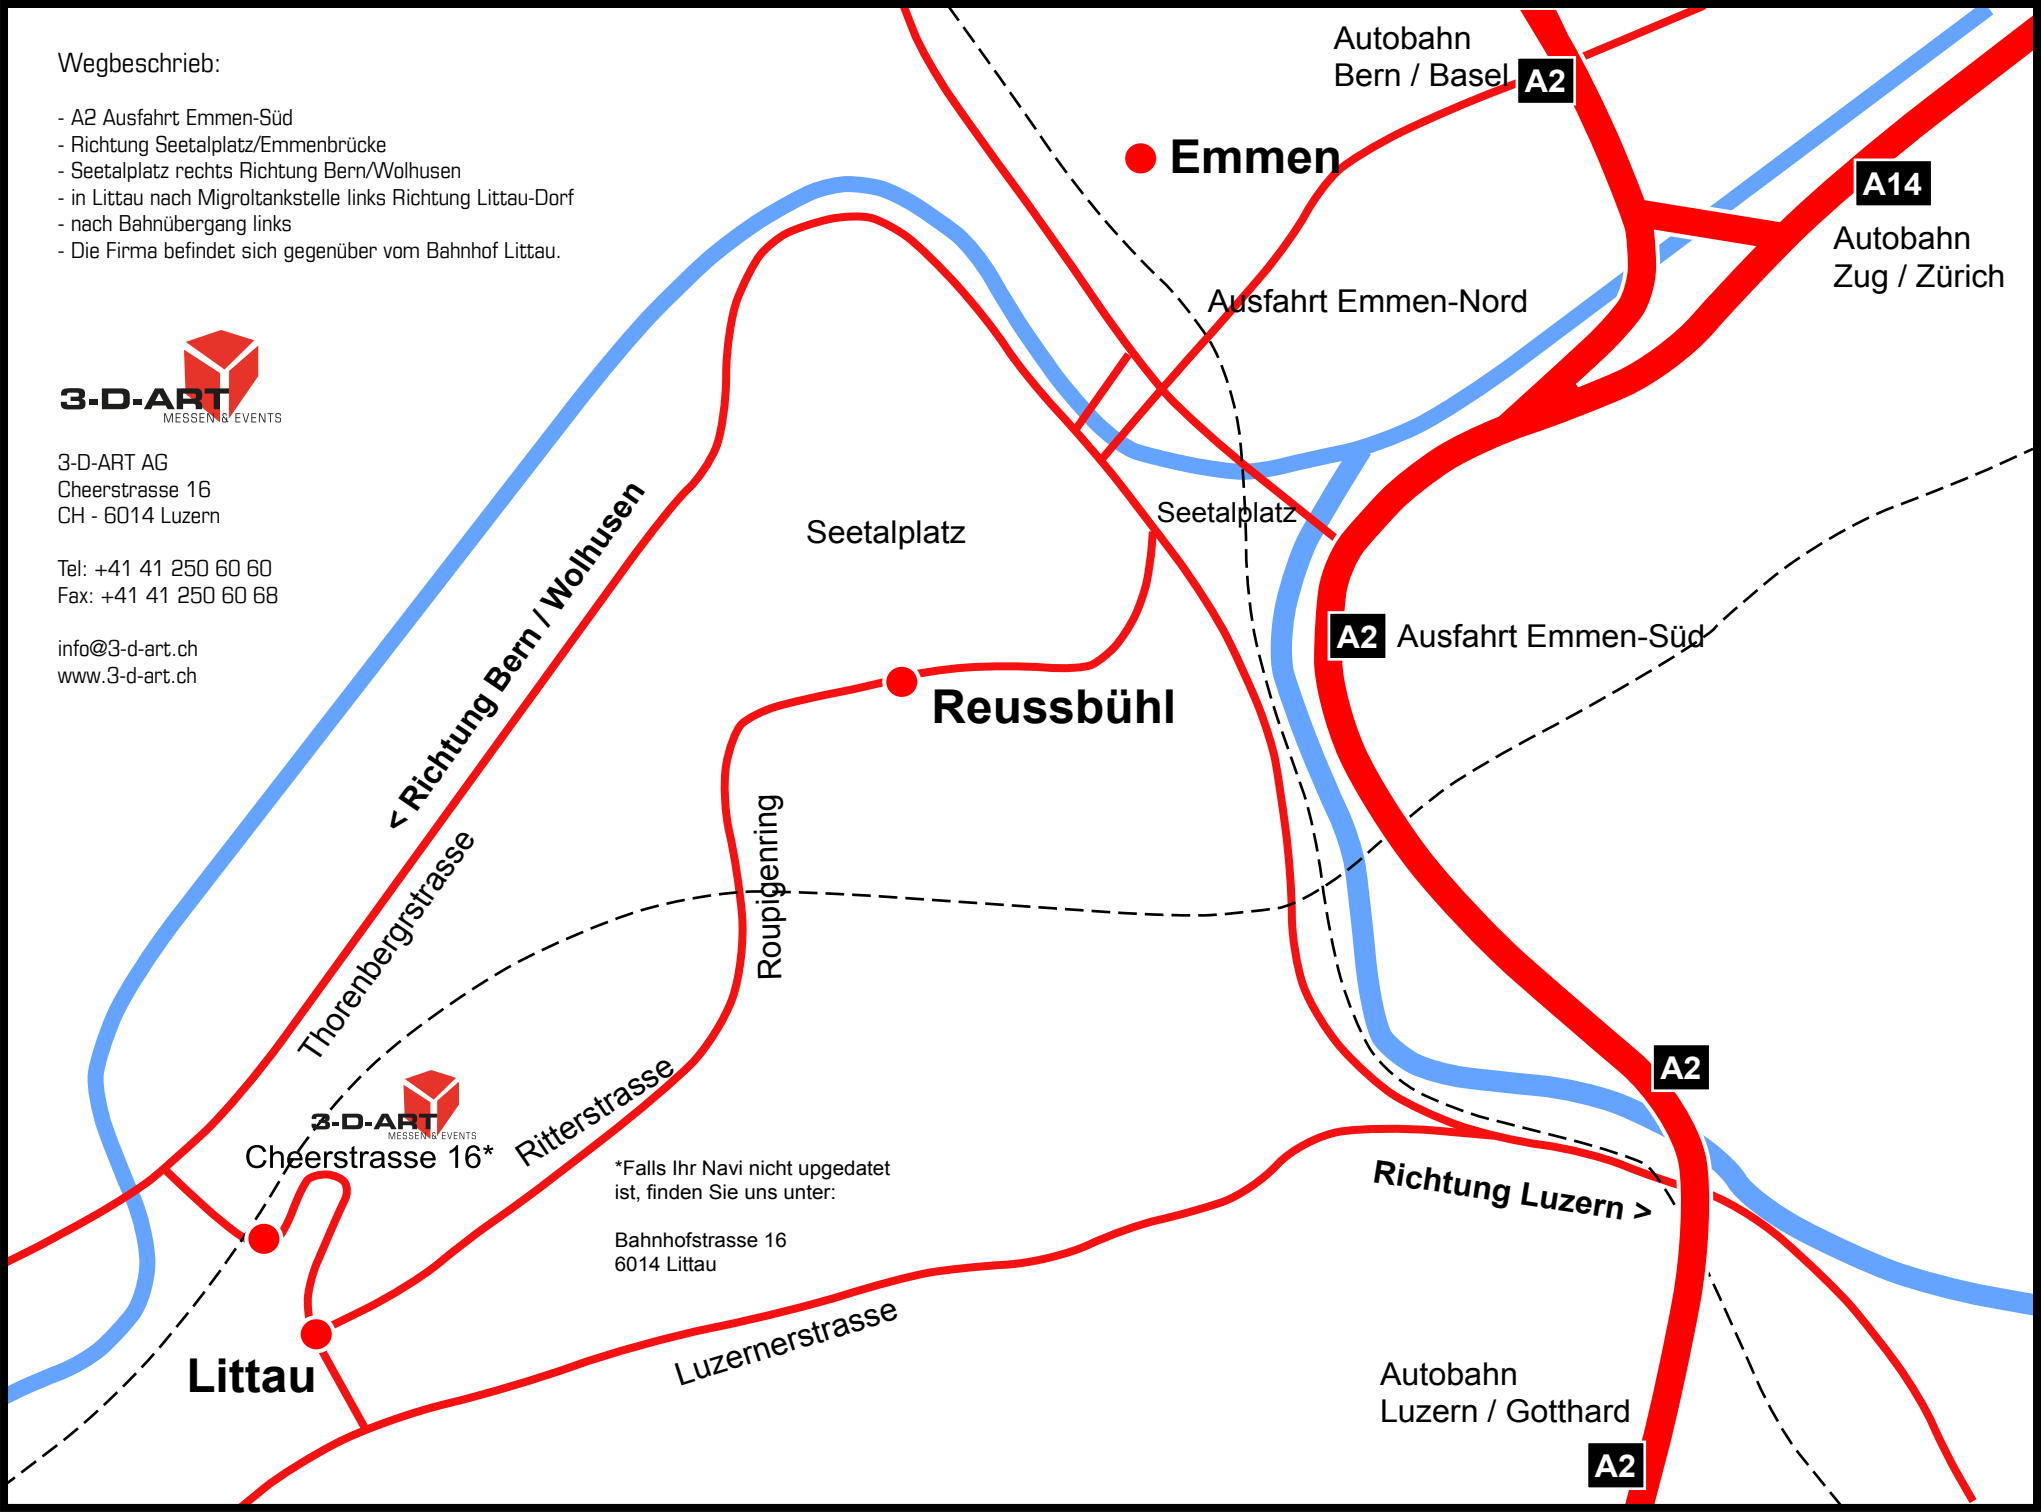 Wegbeschrieb:
- A2 Ausfahrt Emmen-Süd
- Richtung Seetalplatz/Emmenbrücke
- Seetalplatz rechts Richtung Bern/Wolhusen
- in Littau nach Migroltankstelle links Richtung Littau-Dorf
- nach Bahnübergang links
- Die Firma befindet sich gegenüber vom Bahnhof Littau.
3-D-ART
MESSEN & EVENTS
3-D-ART AG
Cheerstrasse 16
CH - 6014 Luzern
Tel: +41 41 250 60 60
Fax: +41 41 250 60 68
info@3-d-art.ch
www.3-d-art.ch
Autobahn
Bern / Basel
A2
Emmen
A14
Autobahn
Zug / Zürich
Ausfahrt Emmen-Nord
Seetalplatz
Seetalplatz
A2
Ausfahrt Emmen-Süd
< Richtung Bern / Wolhusen
Reussbühl
Thorenbergrstrasse
Roupigenring
A2
3-D-ART
MESSEN & EVENTS
Cheerstrasse 16*
Ritterstrasse
*Falls Ihr Navi nicht upgedatet
ist, finden Sie uns unter:
Bahnhofstrasse 16
6014 Littau
Richtung Luzern >
Littau
Luzernerstrasse
Autobahn
Luzern / Gotthard
A2